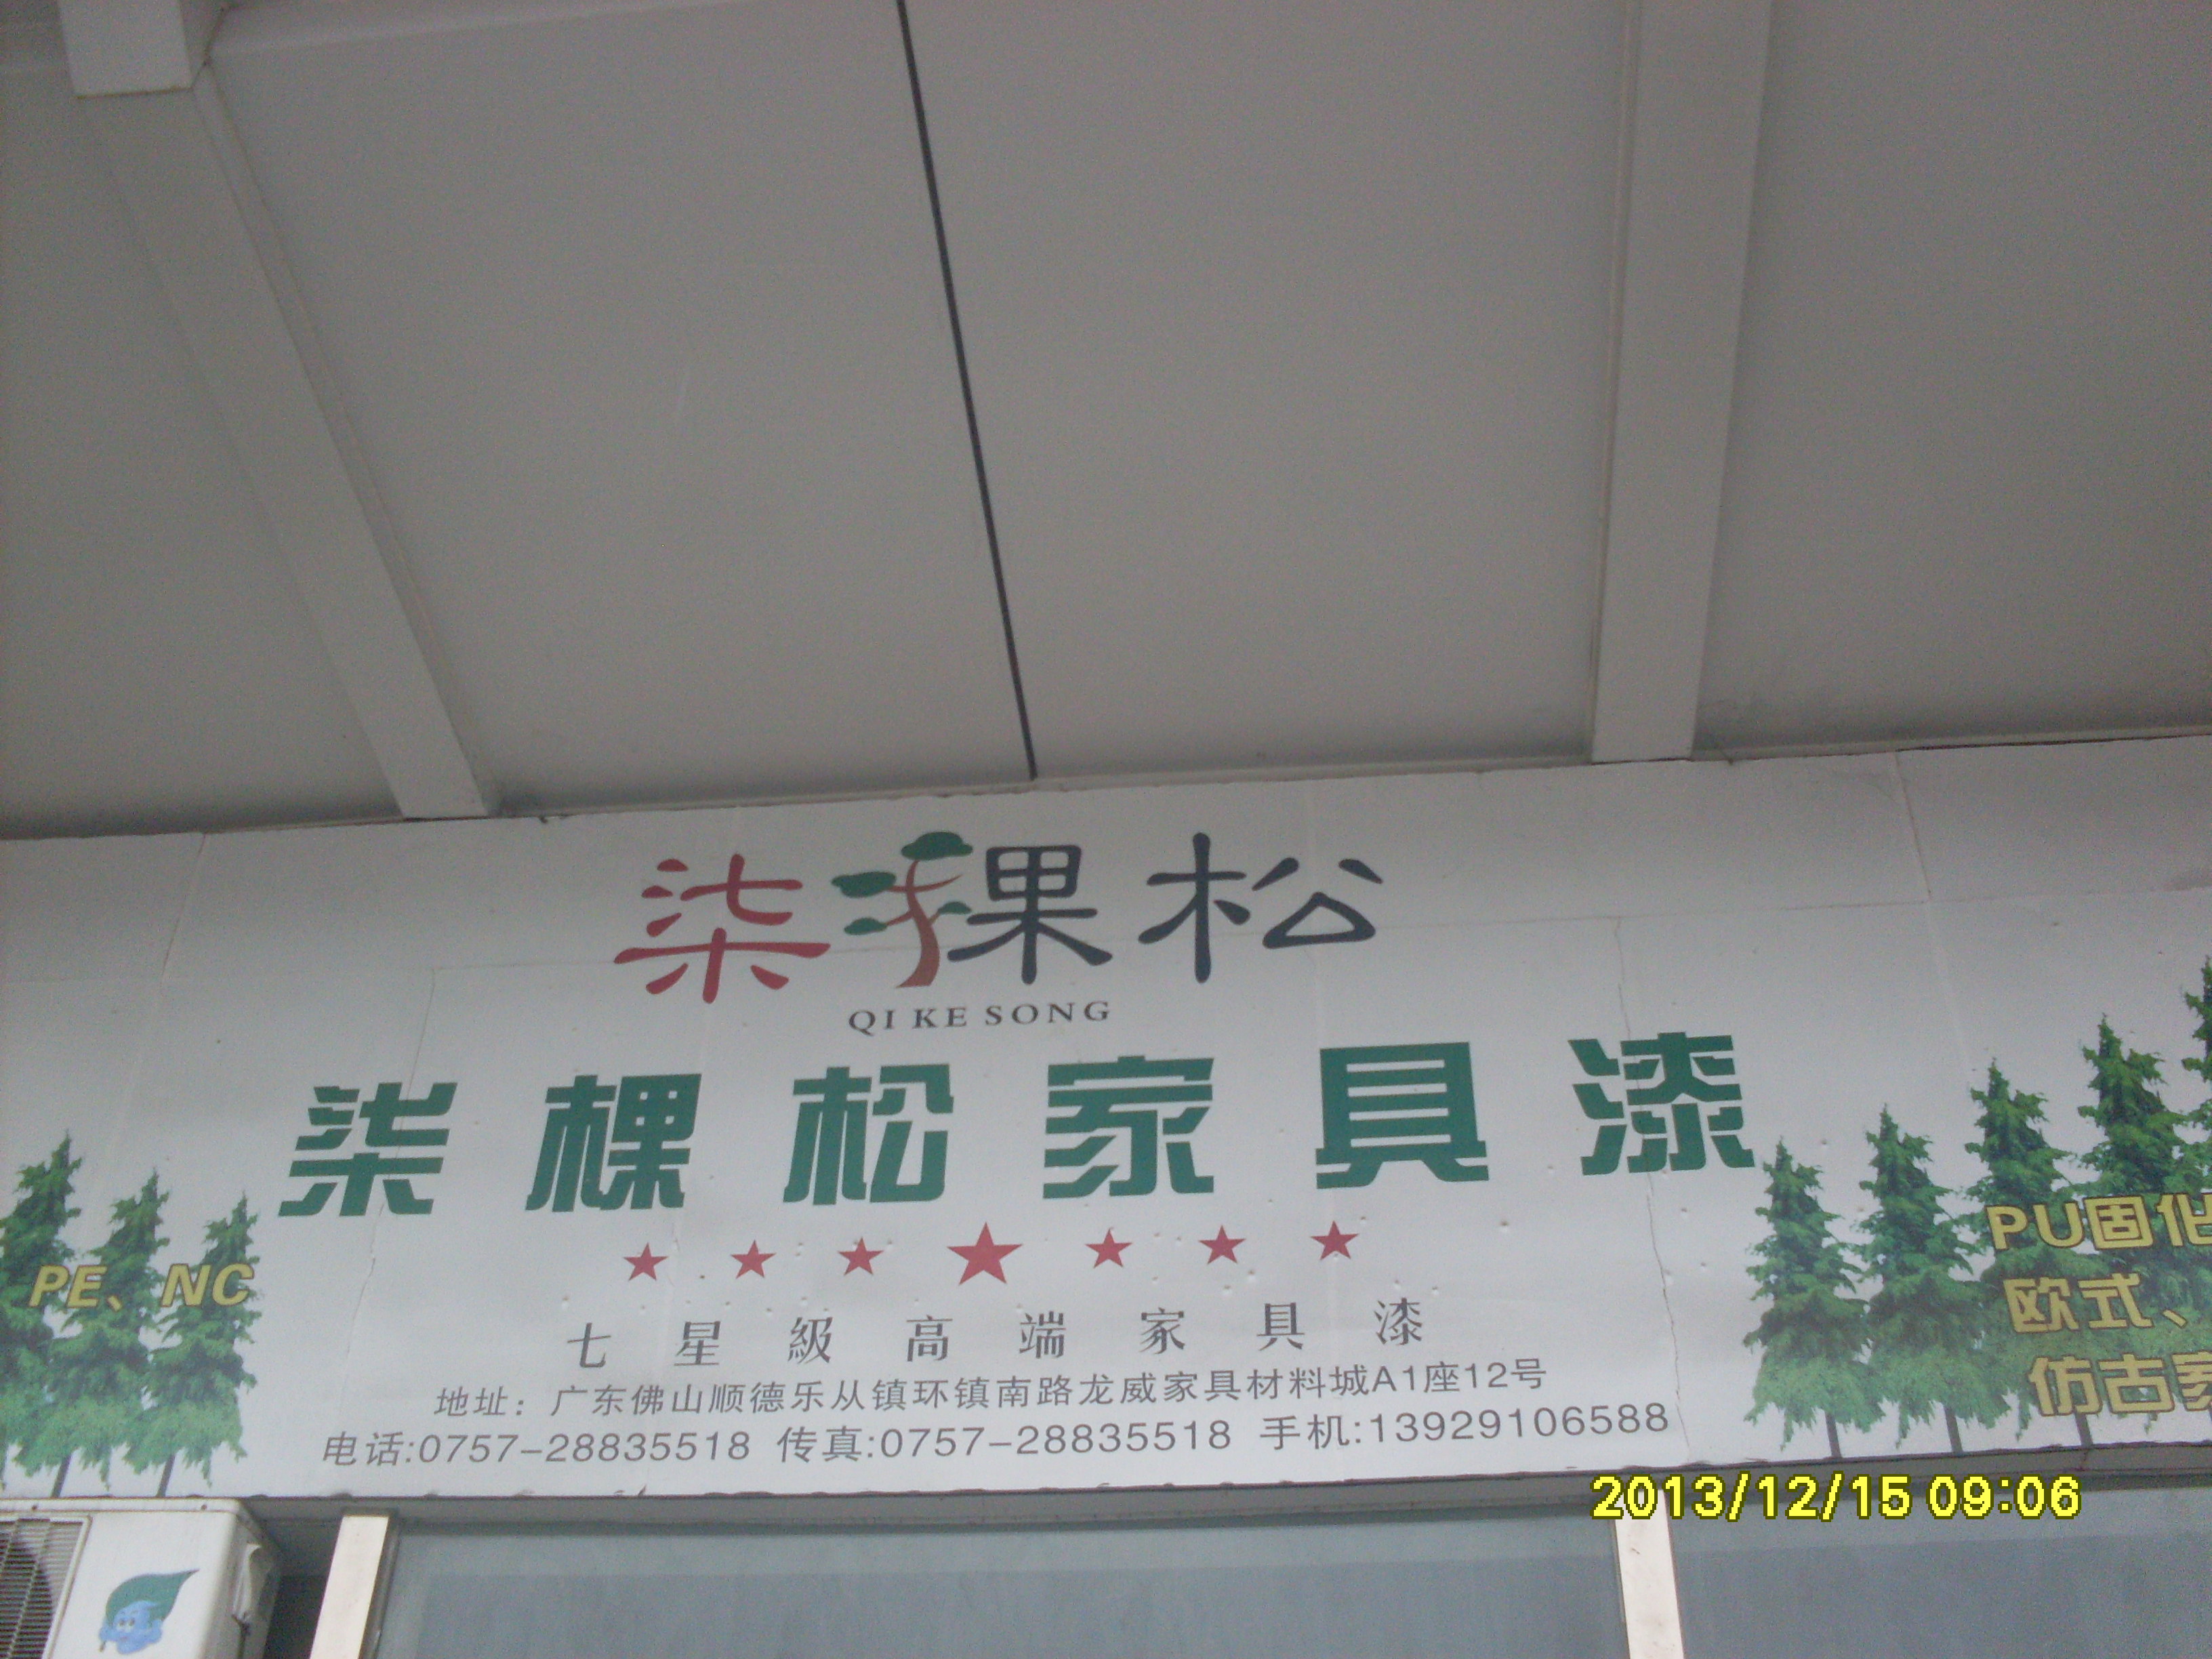 柒棵松
QI KE SONG
柒棵松家具漆
七星級高端家具漆
地址：广东佛山顺德乐从镇环镇南路龙威家具材料城A1座12号
电话:0757-28835518 传真:0757-28835518 手机:13929106588
PE、NC
PU固化
欧式、
仿古家
2013/12/15 09:06